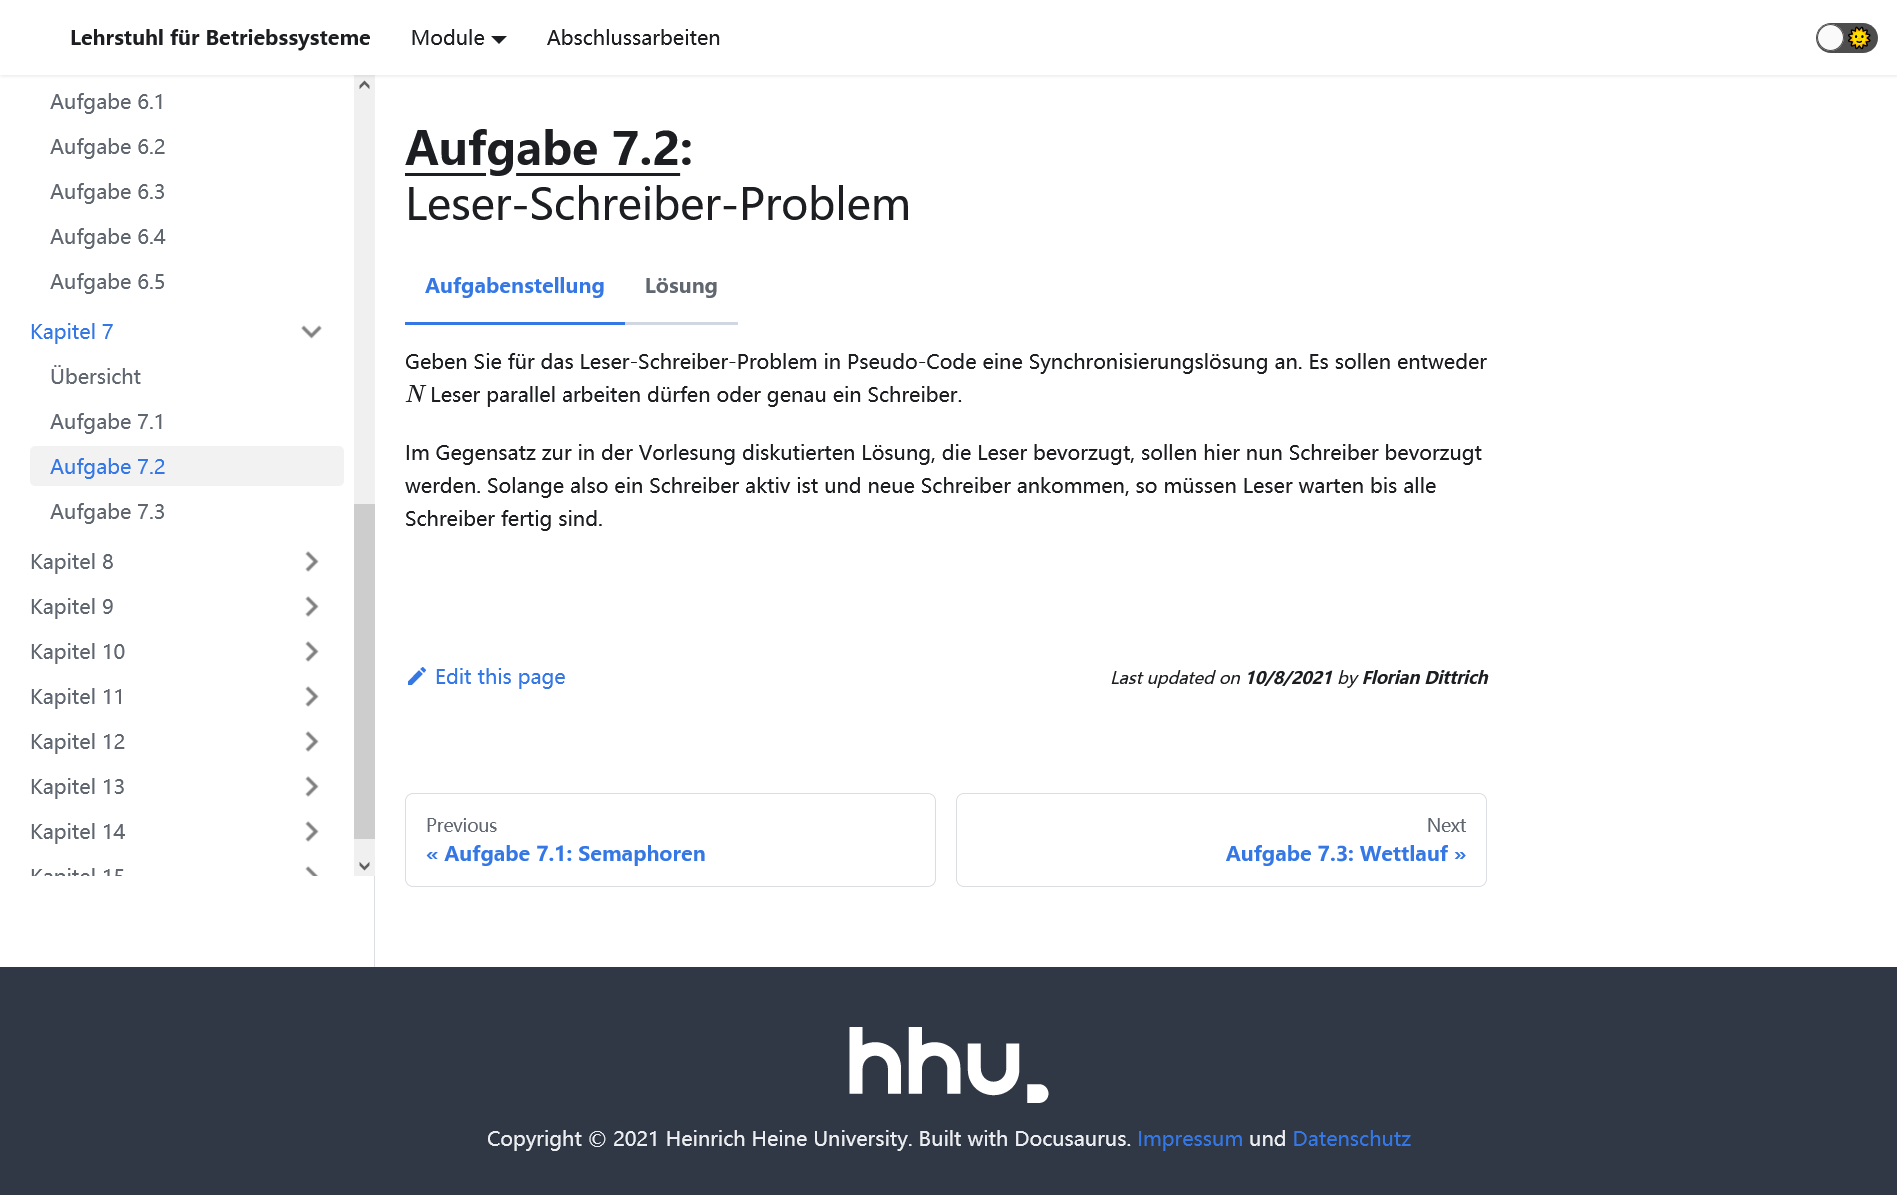 Lehrstuhl für Betriebssysteme Module Abschlussarbeiten
Aufgabe 6.1
Aufgabe 6.2
Aufgabe 6.3
Aufgabe 6.4
Aufgabe 6.5
Kapitel 7
Übersicht
Aufgabe 7.1
Aufgabe 7.2
Aufgabe 7.3
Kapitel 8
Kapitel 9
Kapitel 10
Kapitel 11
Kapitel 12
Kapitel 13
Kapitel 14
Kapitel 15
Aufgabe 7.2:
Leser-Schreiber-Problem
Aufgabenstellung Lösung
Geben Sie für das Leser-Schreiber-Problem in Pseudo-Code eine Synchronisierungslösung an. Es sollen entweder
N Leser parallel arbeiten dürfen oder genau ein Schreiber.
Im Gegensatz zur in der Vorlesung diskutierten Lösung, die Leser bevorzugt, sollen hier nun Schreiber bevorzugt
werden. Solange also ein Schreiber aktiv ist und neue Schreiber ankommen, so müssen Leser warten bis alle
Schreiber fertig sind.
Edit this page
Last updated on 10/8/2021 by Florian Dittrich
Previous
« Aufgabe 7.1: Semaphoren
Next
Aufgabe 7.3: Wettlauf »
hhu.
Copyright © 2021 Heinrich Heine University. Built with Docusaurus. Impressum und Datenschutz